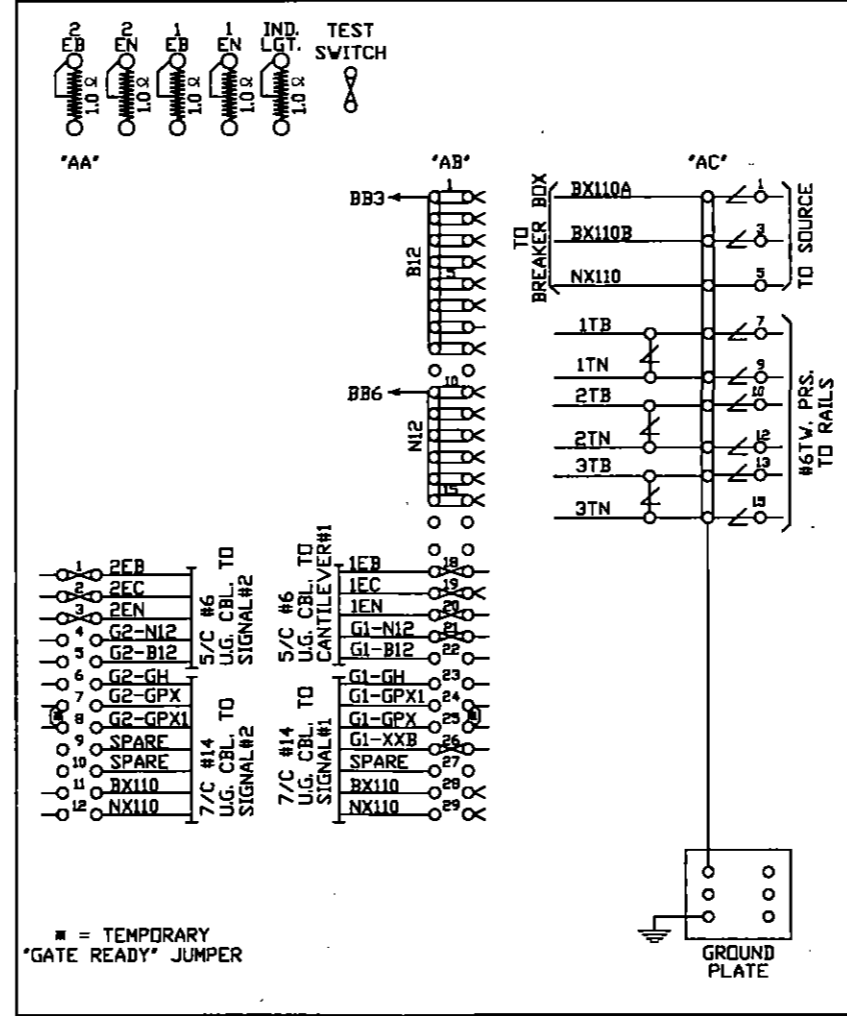 2 EB
2 EN
1 EB
1 EN
IND. LGT.
TEST SWITCH
1.0 Ω
1.0 Ω
1.0 Ω
1.0 Ω
1.0 Ω
"AA"
"AB"
"AC"
BB3
B12
1
5
BB6
N12
10
15
TO BREAKER BOX
BX110A
1
BX110B
3
NX110
5
TO SOURCE
1TB
7
1TN
9
2TB
10
2TN
12
3TB
13
3TN
15
#6TW. PRS. TO RAILS
1 2EB
2 2EC
3 2EN
4 G2-N12
5 G2-B12
6 G2-GH
7 G2-GPX
8 G2-GPX1
9 SPARE
10 SPARE
11 BX110
12 NX110
5/C #6
U.G. CBL. TO
SIGNAL#2
7/C #14
U.G. CBL. TO
SIGNAL#2
5/C #6
U.G. CBL. TO
CANTILEVER#1
7/C #14
U.G. CBL. TO
SIGNAL#1
1EB 18
1EC 19
1EN 20
G1-N12 21
G1-B12 22
G1-GH 23
G1-GPX1 24
G1-GPX 25
G1-XXB 26
SPARE 27
BX110 28
NX110 29
= TEMPORARY
"GATE READY" JUMPER
GROUND
PLATE